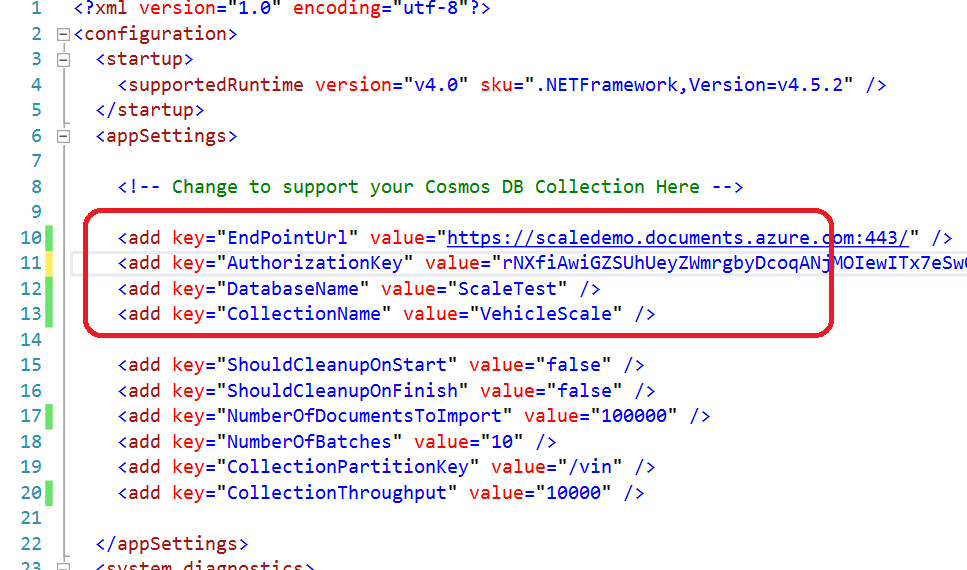 1 <?xml version="1.0" encoding="utf-8"?>
2 <configuration>
3 <startup>
4 <supportedRuntime version="v4.0" sku=".NETFramework,Version=v4.5.2" />
5 </startup>
6 <appSettings>
7
8 <!-- Change to support your Cosmos DB Collection Here -->
9
10 <add key="EndPointUrl" value="https://scaledemo.documents.azure.com:443/" />
11 <add key="AuthorizationKey" value="rNXfiAwiGZSUhUeyZWmrgbyDcoqANjMOIewITx7eSw
12 <add key="DatabaseName" value="ScaleTest" />
13 <add key="CollectionName" value="VehicleScale" />
14
15 <add key="ShouldCleanupOnStart" value="false" />
16 <add key="ShouldCleanupOnFinish" value="false" />
17 <add key="NumberOfDocumentsToImport" value="100000" />
18 <add key="NumberOfBatches" value="10" />
19 <add key="CollectionPartitionKey" value="/vin" />
20 <add key="CollectionThroughput" value="10000" />
21
22 </appSettings>
23 <system.diagnostics>